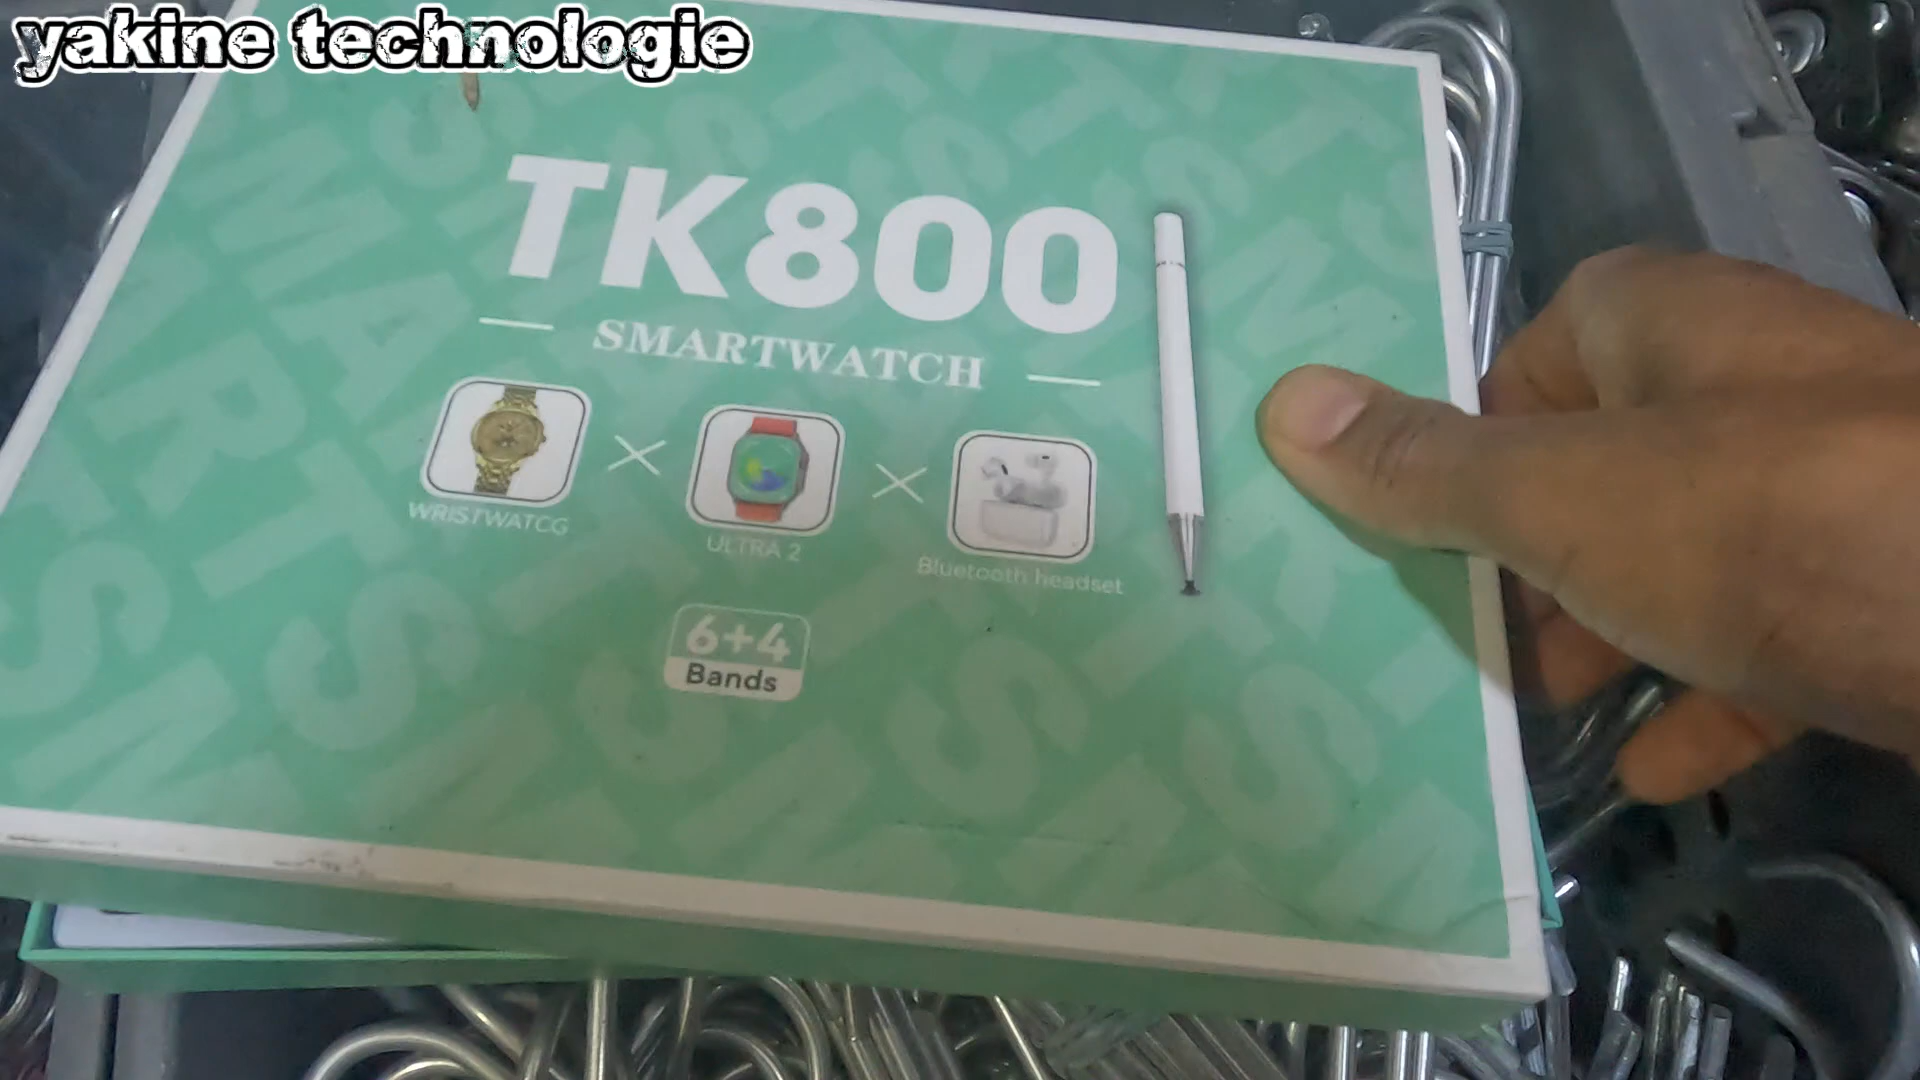 yakine technologie
TK800
SMARTWATCH
WRISTWATCG
ULTRA 2
Bluetooth headset
6+4
Bands